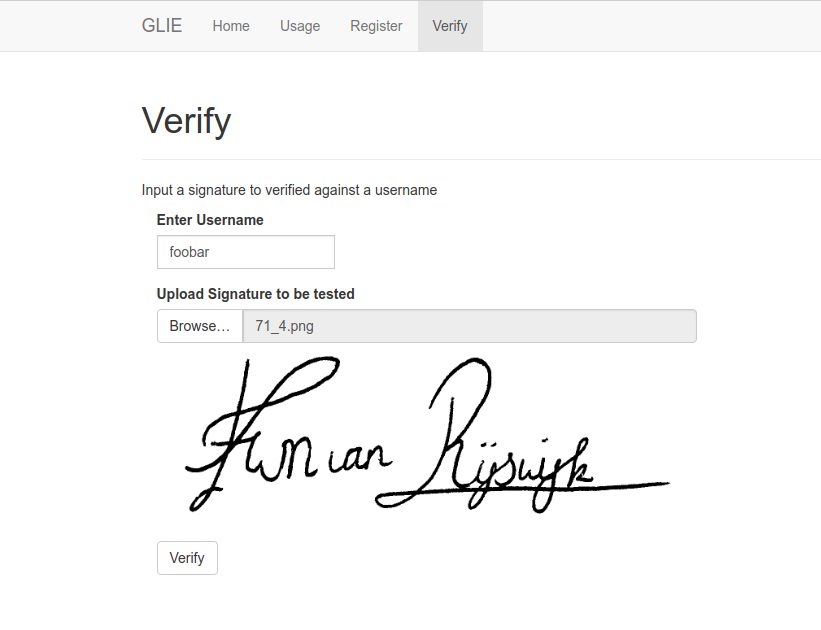 GLIE Home Usage Register Verify
Verify
Input a signature to verified against a username
Enter Username
foobar
Upload Signature to be tested
Browse… 71_4.png
Rijswijk
Verify